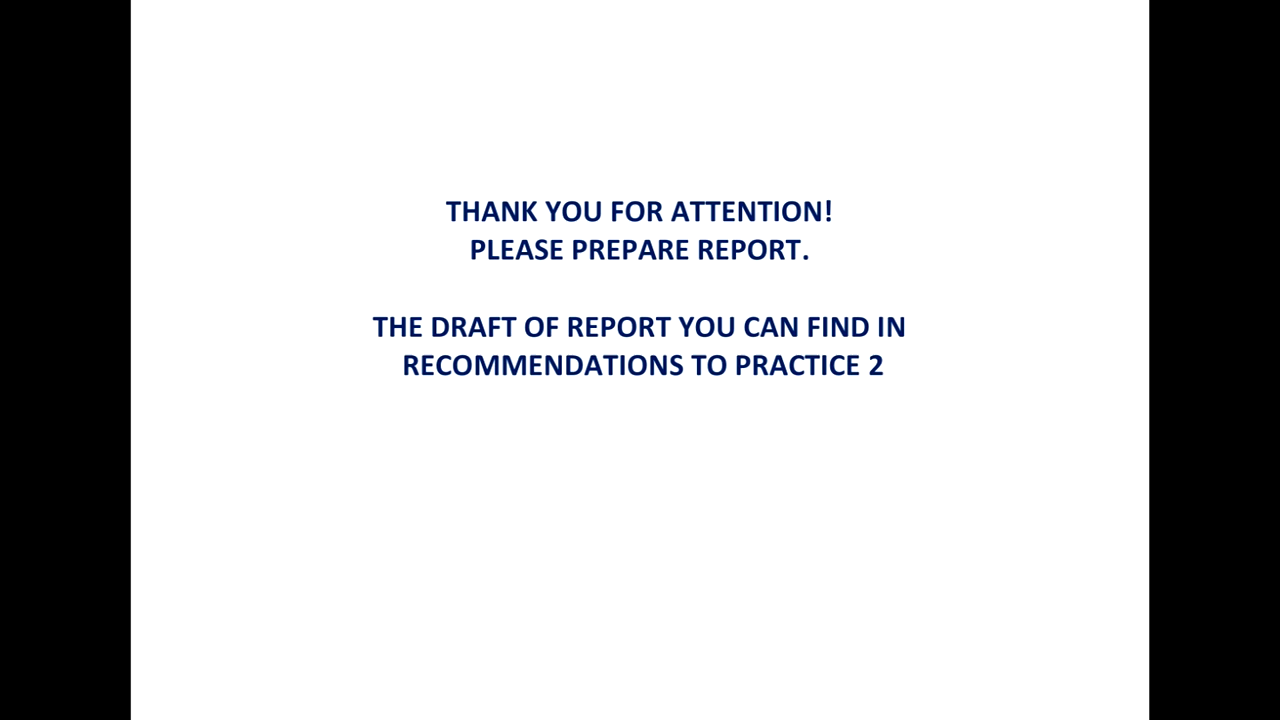 THANK YOU FOR ATTENTION!
PLEASE PREPARE REPORT.
THE DRAFT OF REPORT YOU CAN FIND IN
RECOMMENDATIONS TO PRACTICE 2